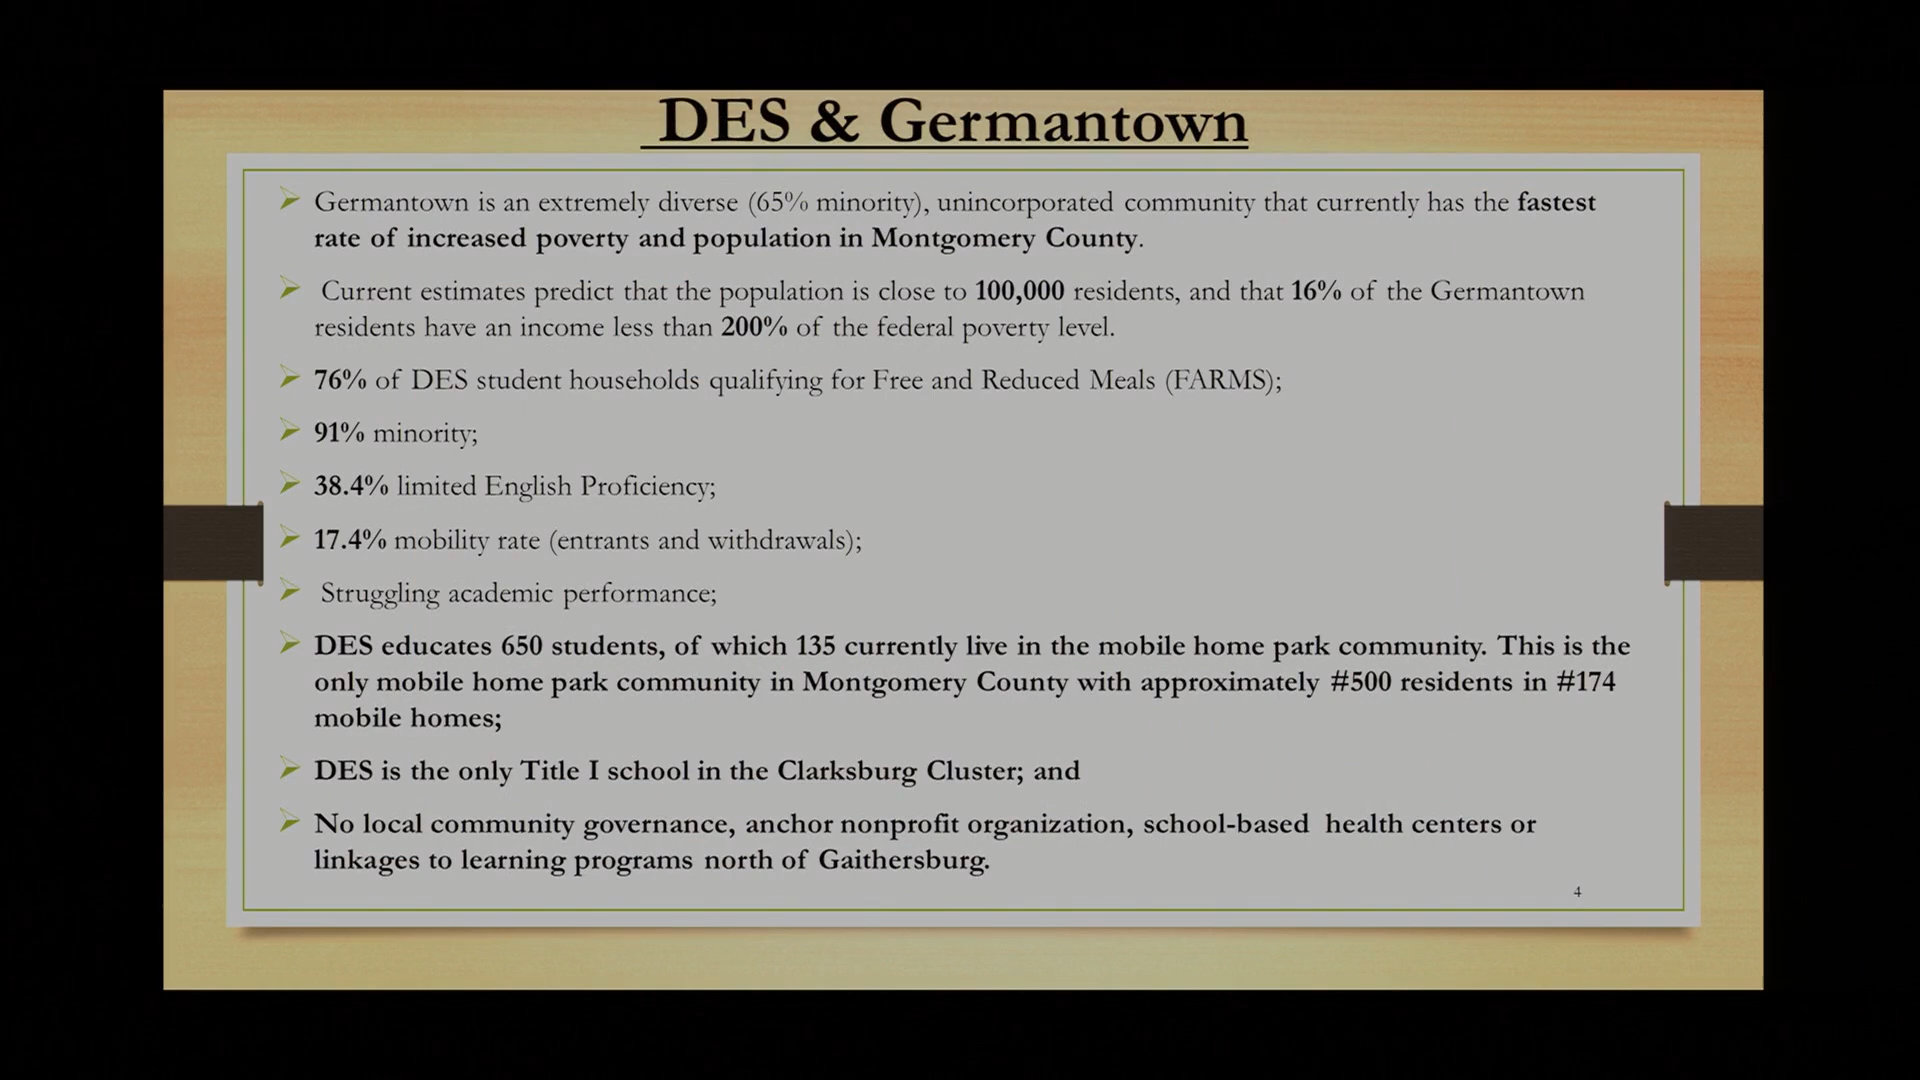 DES & Germantown
Germantown is an extremely diverse (65% minority), unincorporated community that currently has the fastest
rate of increased poverty and population in Montgomery County.
Current estimates predict that the population is close to 100,000 residents, and that 16% of the Germantown
residents have an income less than 200% of the federal poverty level.
76% of DES student households qualifying for Free and Reduced Meals (FARMS);
91% minority;
38.4% limited English Proficiency;
17.4% mobility rate (entrants and withdrawals);
Struggling academic performance;
DES educates 650 students, of which 135 currently live in the mobile home park community. This is the
only mobile home park community in Montgomery County with approximately #500 residents in #174
mobile homes;
DES is the only Title I school in the Clarksburg Cluster; and
No local community governance, anchor nonprofit organization, school-based health centers or
linkages to learning programs north of Gaithersburg.
4